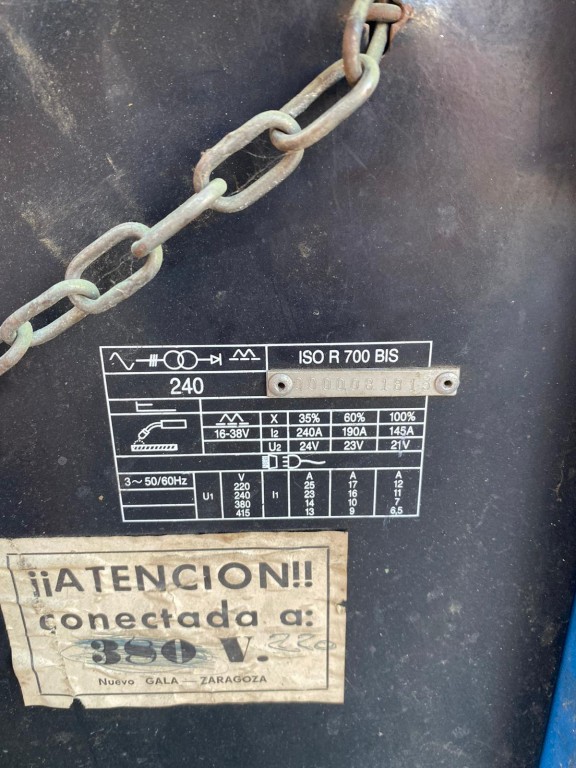 ISO R 700 BIS
240
X 35% 60% 100%
16-38V I2 240A 190A 145A
U2 24V 23V 21V
3~50/60Hz U1 V I1 A A A
220 25 17 12
240 23 16 11
380 14 10 7
415 13 9 6,5
¡¡ATENCION!!
conectada a:
380 V. 220
Nuevo GALA — ZARAGOZA